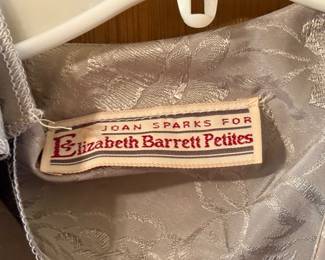 JOAN SPARKS FOR
Elizabeth Barrett Petites